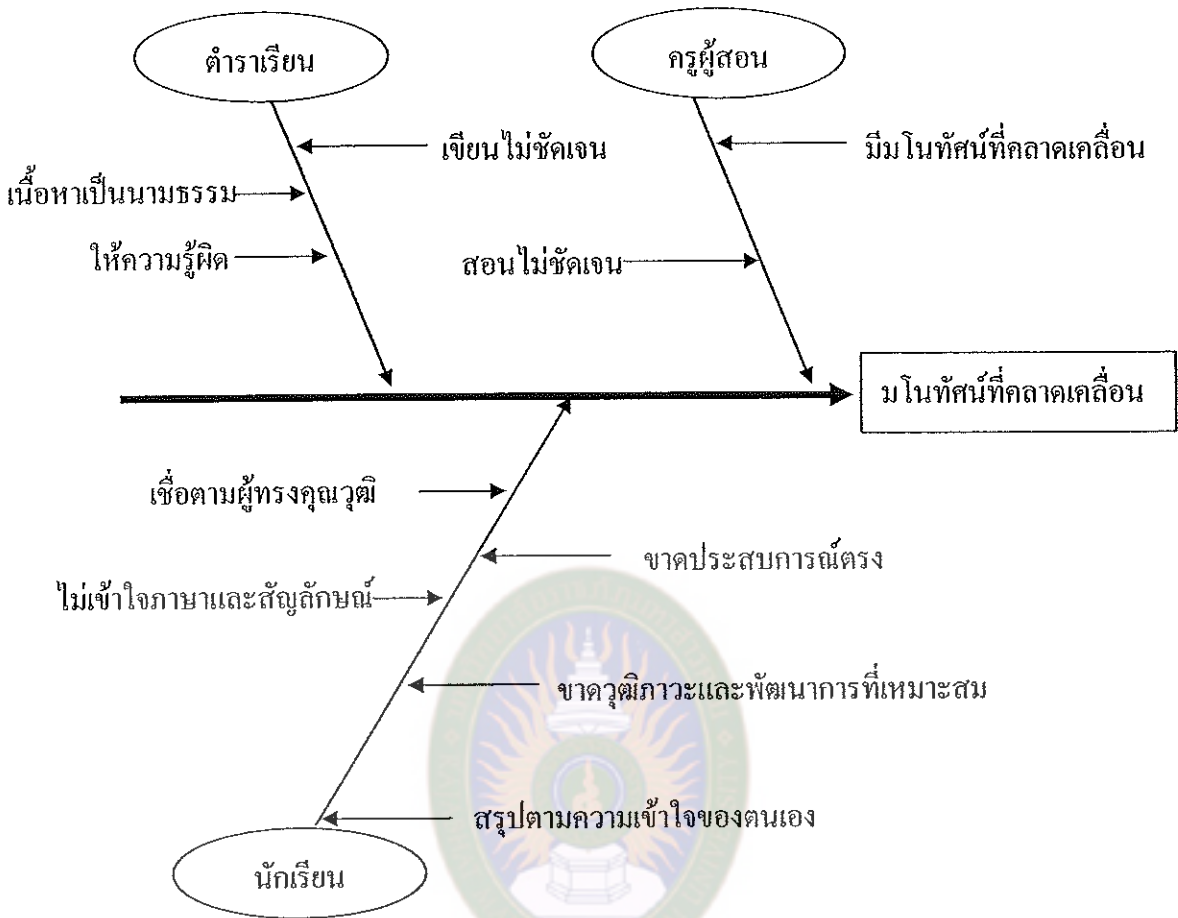 ตำราเรียน
ครูผู้สอน
เขียนไม่ชัดเจน
มีมโนทัศน์ที่คลาดเคลื่อน
เนื้อหาเป็นนามธรรม
ให้ความรู้ผิด
สอนไม่ชัดเจน
มโนทัศน์ที่คลาดเคลื่อน
เชื่อตามผู้ทรงคุณวุฒิ
ขาดประสบการณ์ตรง
ไม่เข้าใจภาษาและสัญลักษณ์
ขาดวุฒิภาวะและพัฒนาการที่เหมาะสม
สรุปตามความเข้าใจของตนเอง
นักเรียน